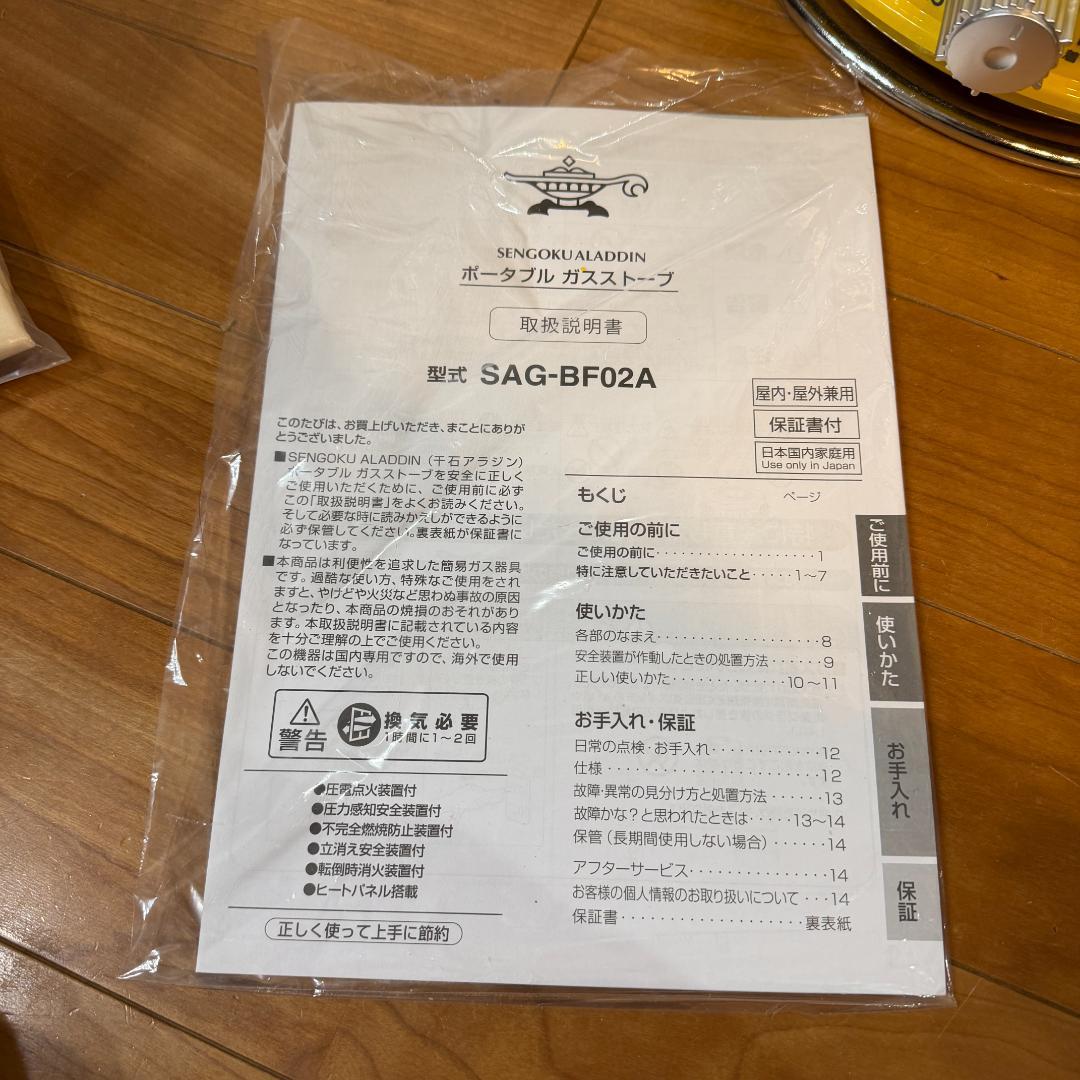 SENGOKU ALADDIN
ポータブル ガスストーブ
取扱説明書
型式 SAG-BF02A
屋内・屋外兼用
保証書付
日本国内家庭用
Use only in Japan
このたびは、お買上げいただき、まことにありが
とうございました。
■SENGOKU ALADDIN（千石アラジン）
ポータブル ガスストーブを安全に正しく
ご使用いただくために、ご使用前に必ず
この「取扱説明書」をよくお読みください。
そして必要な時に読みかえしができるように
必ず保管してください。裏表紙が保証書に
なっています。
■本商品は利便性を追求した簡易ガス器具
です。過酷な使い方、特殊なご使用をされ
ますと、やけどや火災など思わぬ事故の原因
となったり、本商品の焼損のおそれがあり
ます。本取扱説明書に記載されている内容
を十分ご理解の上でご使用ください。
この機器は国内専用ですので、海外で使用
しないでください。
警告
換気必要
1時間に1～2回
●圧電点火装置付
●圧力感知安全装置付
●不完全燃焼防止装置付
●立消え安全装置付
●転倒時消火装置付
●ヒートパネル搭載
正しく使って上手に節約
もくじ ページ
ご使用の前に
ご使用の前に・・・・・・・・・・・・・・・・・・・1
特に注意していただきたいこと・・・・・1～7
使いかた
各部のなまえ・・・・・・・・・・・・・・・・・・・8
安全装置が作動したときの処置方法・・・・・・9
正しい使いかた・・・・・・・・・・・・・10～11
お手入れ・保証
日常の点検・お手入れ・・・・・・・・・・・・12
仕様・・・・・・・・・・・・・・・・・・・・・・・12
故障・異常の見分け方と処置方法・・・・・・13
故障かな？と思われたときは・・・・・13～14
保管（長期間使用しない場合）・・・・・・14
アフターサービス・・・・・・・・・・・・・・・14
お客様の個人情報のお取り扱いについて・・・14
保証書・・・・・・・・・・・・・・・・・・・裏表紙
ご使用前に
使いかた
お手入れ
保証